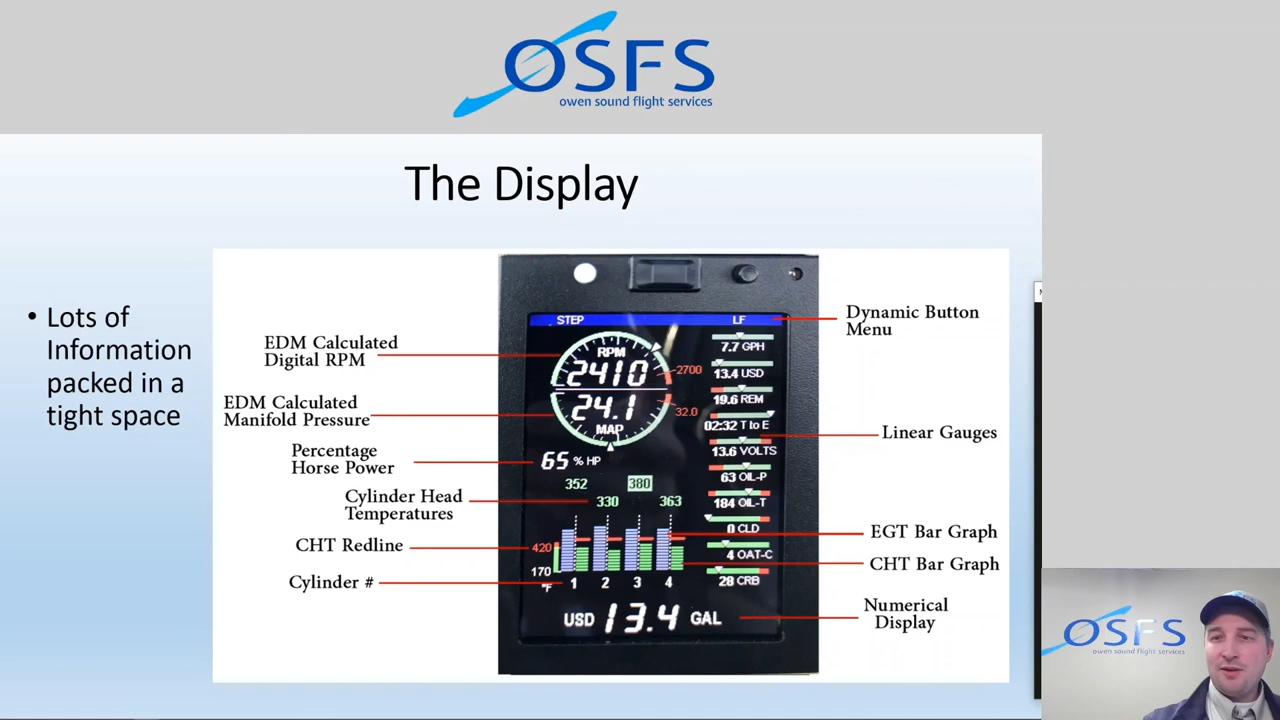 OSFS
owen sound flight services
The Display
• Lots of
Information
packed in a
tight space
EDM Calculated
Digital RPM
EDM Calculated
Manifold Pressure
Percentage
Horse Power
Cylinder Head
Temperatures
CHT Redline
Cylinder #
STEP
LF
RPM
2410
2700
24.1
32.0
MAP
65 % HP
352
380
330
363
420
170
°F
1 2 3 4
USD 13.4 GAL
7.7 GPH
13.4 USD
19.6 REM
02:32 T to E
13.6 VOLTS
63 OIL-P
184 OIL-T
0 CLD
4 OAT-C
28 CRB
Dynamic Button
Menu
Linear Gauges
EGT Bar Graph
CHT Bar Graph
Numerical
Display
OSFS
owen sound flight services